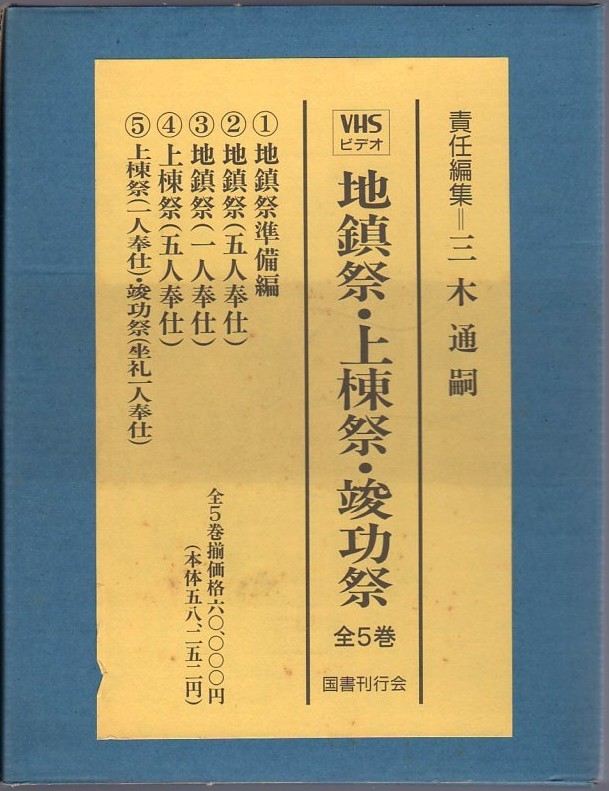 責任編集=三木通嗣
VHS
ビデオ
地鎮祭・上棟祭・竣功祭
全5巻
国書刊行会
①地鎮祭準備編
②地鎮祭(五人奉仕)
③地鎮祭(一人奉仕)
④上棟祭(五人奉仕)
⑤上棟祭(一人奉仕)・竣功祭(坐礼一人奉仕)
全5巻揃価格六〇、〇〇〇円
(本体五八、二五二円)